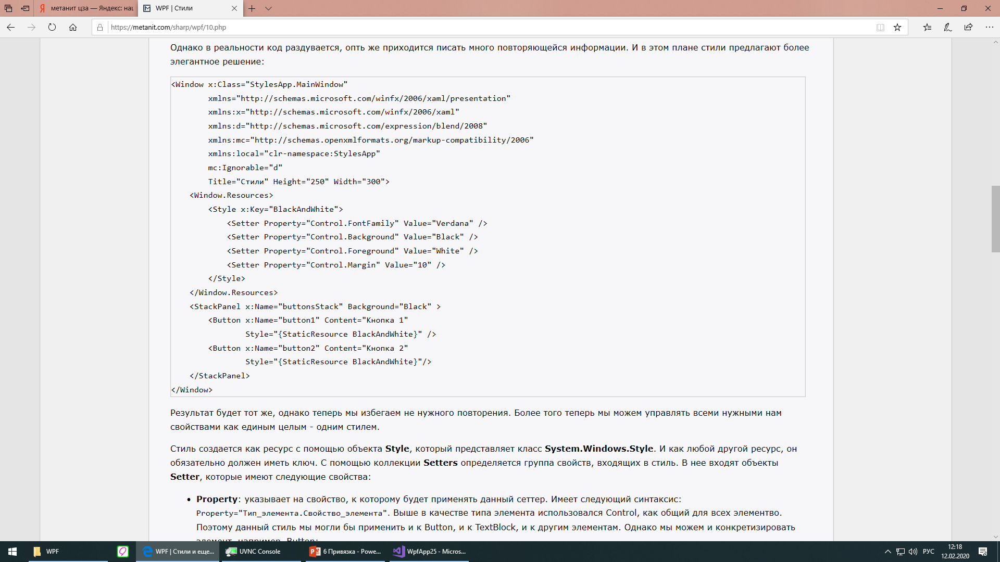 метанит цза — Яндекс: наш
WPF | Стили
https://metanit.com/sharp/wpf/10.php
Однако в реальности код раздувается, опть же приходится писать много повторяющейся информации. И в этом плане стили предлагают более
элегантное решение:
<Window x:Class="StylesApp.MainWindow"
        xmlns="http://schemas.microsoft.com/winfx/2006/xaml/presentation"
        xmlns:x="http://schemas.microsoft.com/winfx/2006/xaml"
        xmlns:d="http://schemas.microsoft.com/expression/blend/2008"
        xmlns:mc="http://schemas.openxmlformats.org/markup-compatibility/2006"
        xmlns:local="clr-namespace:StylesApp"
        mc:Ignorable="d"
        Title="Стили" Height="250" Width="300">
    <Window.Resources>
        <Style x:Key="BlackAndWhite">
            <Setter Property="Control.FontFamily" Value="Verdana" />
            <Setter Property="Control.Background" Value="Black" />
            <Setter Property="Control.Foreground" Value="White" />
            <Setter Property="Control.Margin" Value="10" />
        </Style>
    </Window.Resources>
    <StackPanel x:Name="buttonsStack" Background="Black" >
        <Button x:Name="button1" Content="Кнопка 1"
                Style="{StaticResource BlackAndWhite}" />
        <Button x:Name="button2" Content="Кнопка 2"
                Style="{StaticResource BlackAndWhite}"/>
    </StackPanel>
</Window>
Результат будет тот же, однако теперь мы избегаем не нужного повторения. Более того теперь мы можем управлять всеми нужными нам
свойствами как единым целым - одним стилем.
Стиль создается как ресурс с помощью объекта Style, который представляет класс System.Windows.Style. И как любой другой ресурс, он
обязательно должен иметь ключ. С помощью коллекции Setters определяется группа свойств, входящих в стиль. В нее входят объекты
Setter, которые имеют следующие свойства:
• Property: указывает на свойство, к которому будет применять данный сеттер. Имеет следующий синтаксис:
Property="Тип_элемента.Свойство_элемента". Выше в качестве типа элемента использовался Control, как общий для всех элементво.
Поэтому данный стиль мы могли бы применить и к Button, и к TextBlock, и к другим элементам. Однако мы можем и конкретизировать
элемент, например, Button:
WPF
WPF | Стили и еще...
UVNC Console
6 Привязка - Powe...
WpfApp25 - Micros...
РУС
12:18
12.02.2020